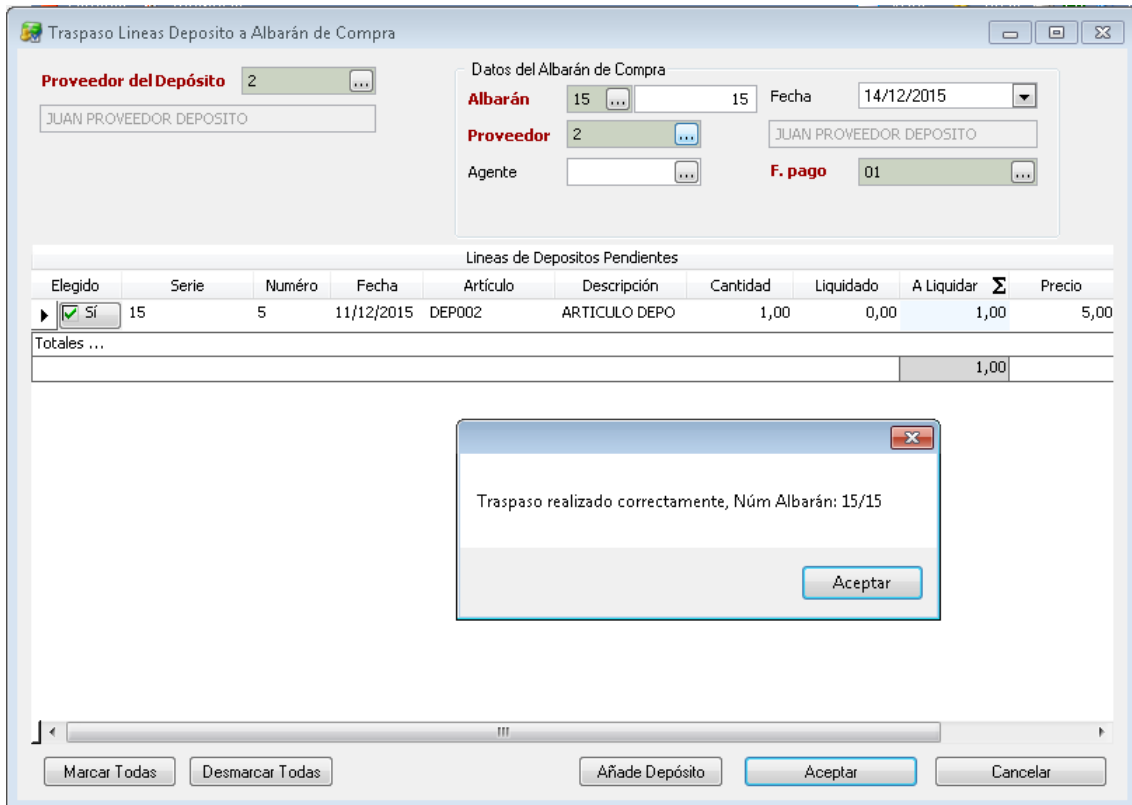 Traspaso Lineas Deposito a Albarán de Compra
Proveedor del Depósito 2 ...
JUAN PROVEEDOR DEPOSITO
Datos del Albarán de Compra
Albarán 15 ... 15 Fecha 14/12/2015
Proveedor 2 ... JUAN PROVEEDOR DEPOSITO
Agente ... F. pago 01 ...
Lineas de Depositos Pendientes
Elegido Serie Numéro Fecha Artículo Descripción Cantidad Liquidado A Liquidar Σ Precio
Sí 15 5 11/12/2015 DEP002 ARTICULO DEPO 1,00 0,00 1,00 5,00
Totales ...
1,00
Traspaso realizado correctamente, Núm Albarán: 15/15
Aceptar
Marcar Todas Desmarcar Todas Añade Depósito Aceptar Cancelar